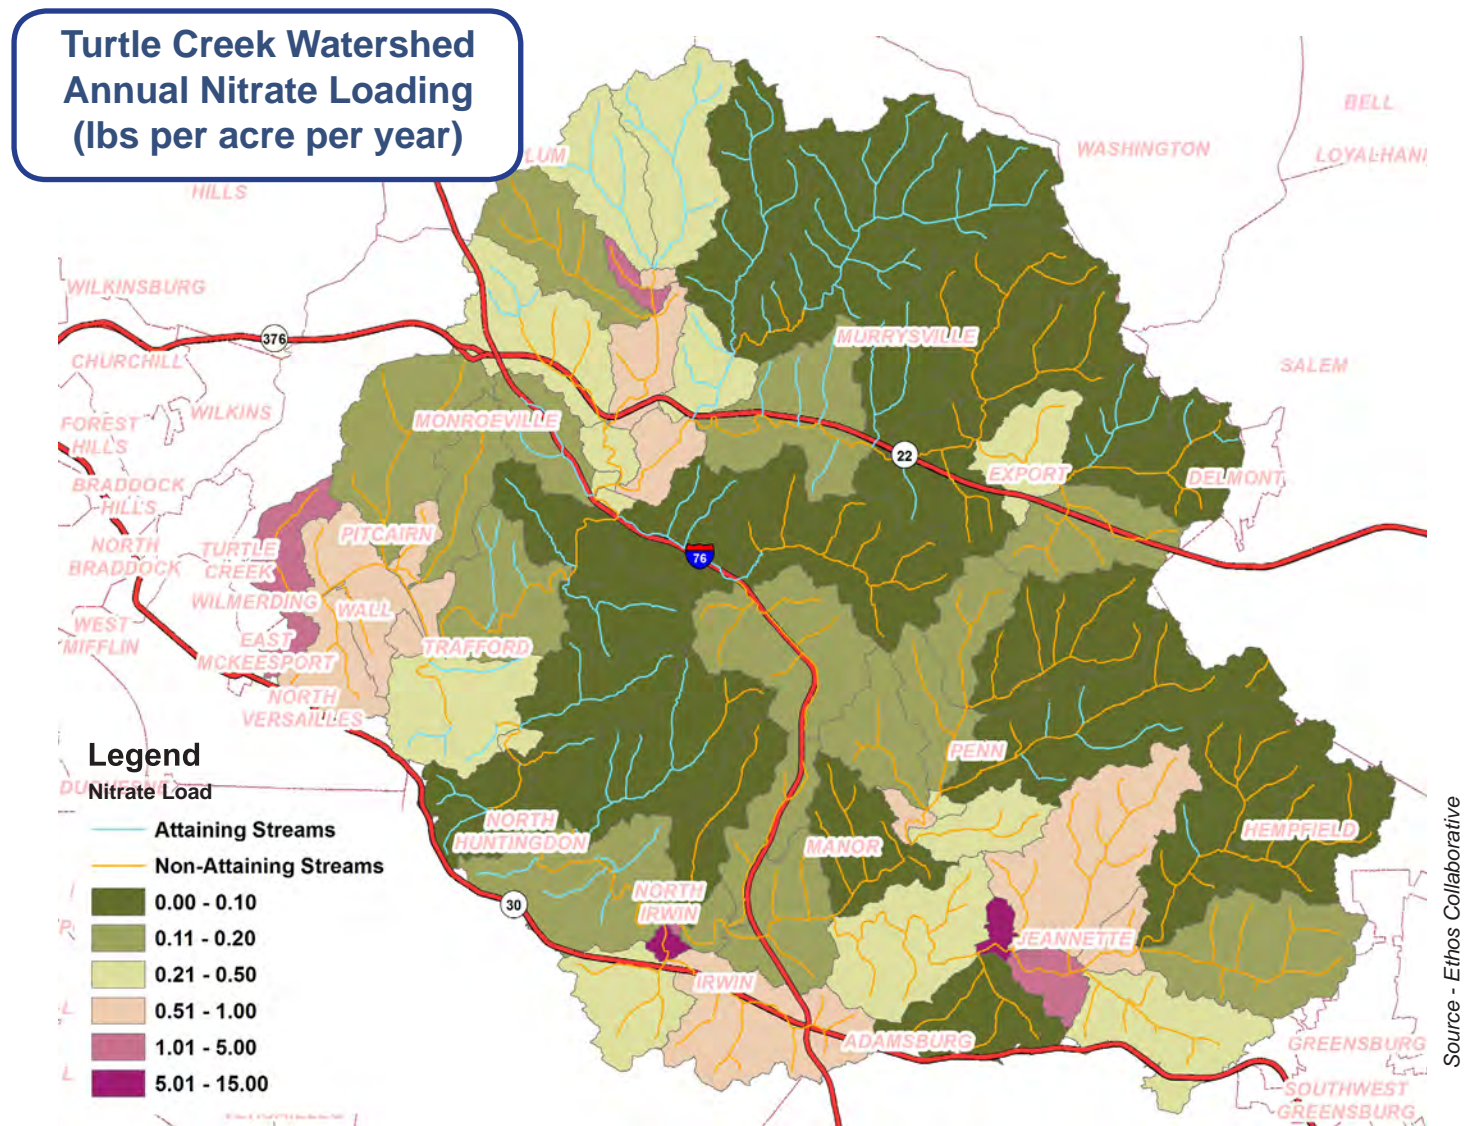 Turtle Creek Watershed
Annual Nitrate Loading
(lbs per acre per year)
BELL
WASHINGTON
LOYALHAN
LUM
HILLS
WILKINSBURG
376
MURRYSVILLE
CHURCHILL
SALEM
WILKINS
MONROEVILLE
FOREST
HILLS
22
EXPORT
DELMONT
BRADDOCK
HILLS
PITCAIRN
NORTH
BRADDOCK
TURTLE
CREEK
76
WILMERDING
WALL
WEST
MIFFLIN
EAST
MCKEESPORT
TRAFFORD
NORTH
VERSAILLES
PENN
Legend
DUQUESNE
Nitrate Load
Attaining Streams
Non-Attaining Streams
0.00 - 0.10
0.11 - 0.20
0.21 - 0.50
0.51 - 1.00
1.01 - 5.00
5.01 - 15.00
NORTH
HUNTINGDON
MANOR
HEMPFIELD
NORTH
IRWIN
30
JEANNETTE
IRWIN
ADAMSBURG
GREENSBURG
SOUTHWEST
GREENSBURG
Source - Ethos Collaborative